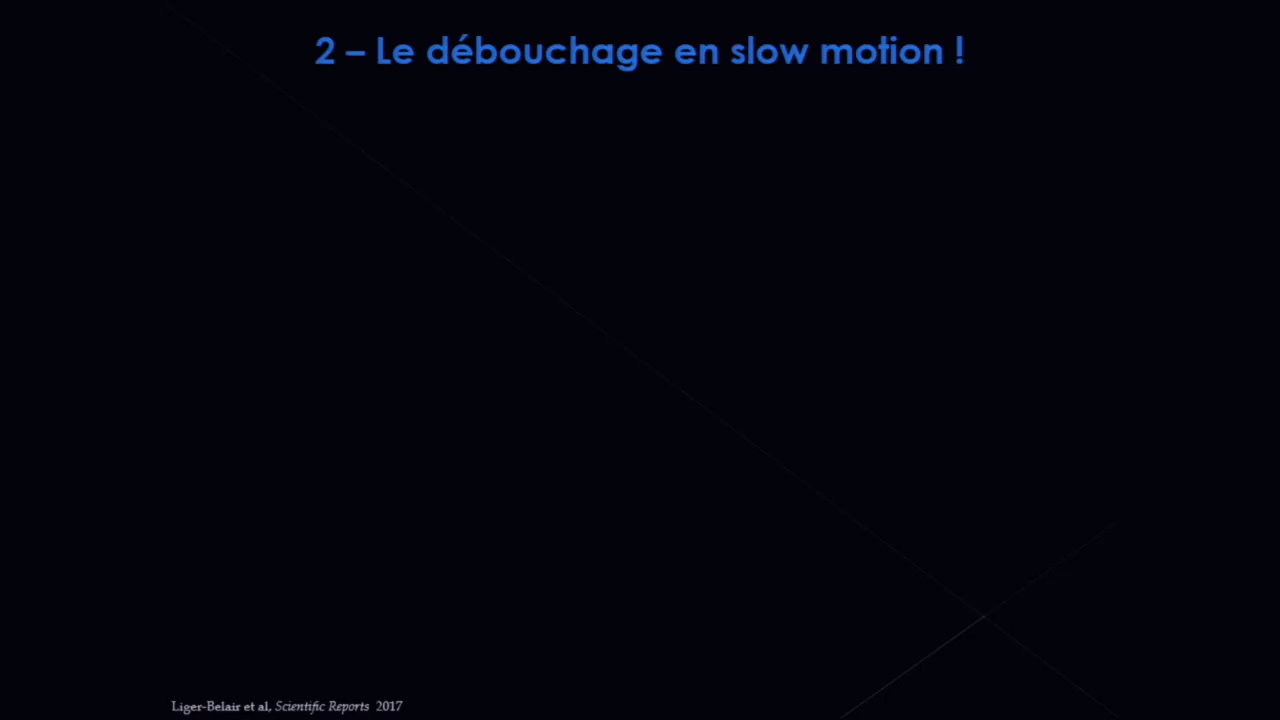 2 – Le débouchage en slow motion !
Liger-Belair et al, Scientific Reports 2017